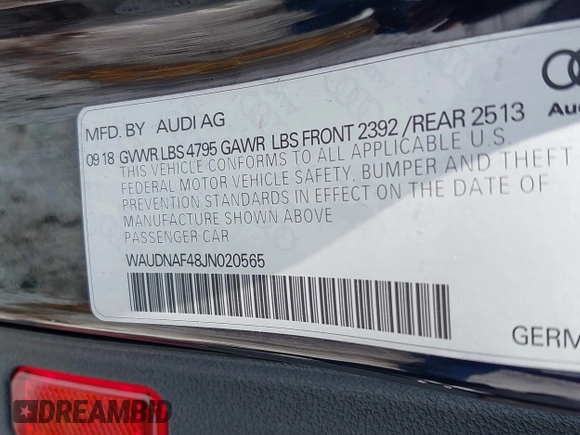 MFD. BY AUDI AG
09 18 GVWR LBS 4795 GAWR LBS FRONT 2392 /REAR 2513
THIS VEHICLE CONFORMS TO ALL APPLICABLE U.S.
FEDERAL MOTOR VEHICLE SAFETY, BUMPER AND THEFT
PREVENTION STANDARDS IN EFFECT ON THE DATE OF
MANUFACTURE SHOWN ABOVE
PASSENGER CAR
WAUDNAF48JN020565
GERM
DREAMBID